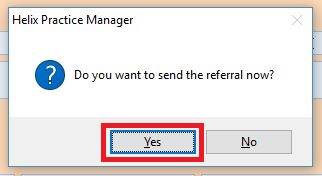 Helix Practice Manager
Do you want to send the referral now?
Yes
No